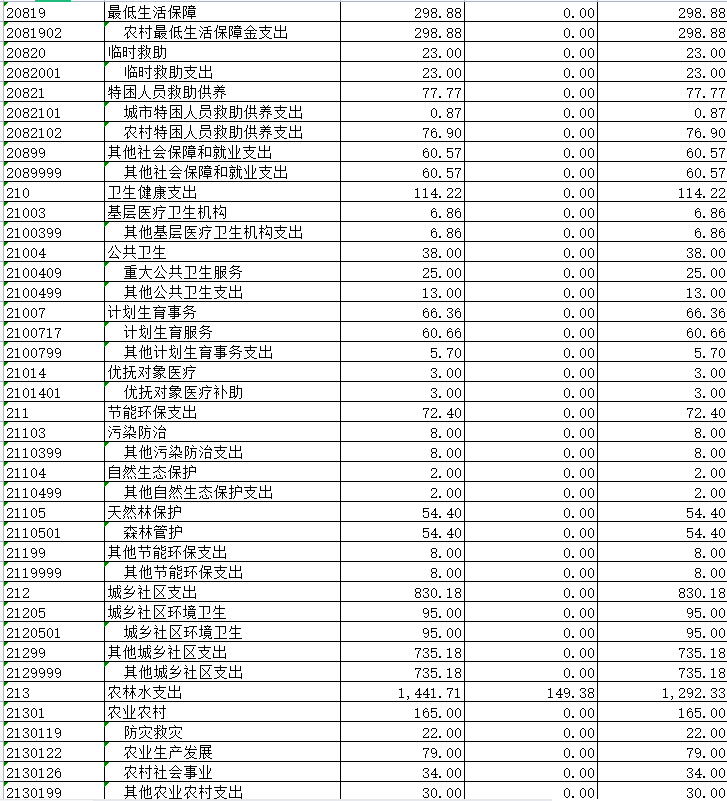 20819 最低生活保障 298.88 0.00 298.88
2081902 农村最低生活保障金支出 298.88 0.00 298.88
20820 临时救助 23.00 0.00 23.00
2082001 临时救助支出 23.00 0.00 23.00
20821 特困人员救助供养 77.77 0.00 77.77
2082101 城市特困人员救助供养支出 0.87 0.00 0.87
2082102 农村特困人员救助供养支出 76.90 0.00 76.90
20899 其他社会保障和就业支出 60.57 0.00 60.57
2089999 其他社会保障和就业支出 60.57 0.00 60.57
210 卫生健康支出 114.22 0.00 114.22
21003 基层医疗卫生机构 6.86 0.00 6.86
2100399 其他基层医疗卫生机构支出 6.86 0.00 6.86
21004 公共卫生 38.00 0.00 38.00
2100409 重大公共卫生服务 25.00 0.00 25.00
2100499 其他公共卫生支出 13.00 0.00 13.00
21007 计划生育事务 66.36 0.00 66.36
2100717 计划生育服务 60.66 0.00 60.66
2100799 其他计划生育事务支出 5.70 0.00 5.70
21014 优抚对象医疗 3.00 0.00 3.00
2101401 优抚对象医疗补助 3.00 0.00 3.00
211 节能环保支出 72.40 0.00 72.40
21103 污染防治 8.00 0.00 8.00
2110399 其他污染防治支出 8.00 0.00 8.00
21104 自然生态保护 2.00 0.00 2.00
2110499 其他自然生态保护支出 2.00 0.00 2.00
21105 天然林保护 54.40 0.00 54.40
2110501 森林管护 54.40 0.00 54.40
21199 其他节能环保支出 8.00 0.00 8.00
2119999 其他节能环保支出 8.00 0.00 8.00
212 城乡社区支出 830.18 0.00 830.18
21205 城乡社区环境卫生 95.00 0.00 95.00
2120501 城乡社区环境卫生 95.00 0.00 95.00
21299 其他城乡社区支出 735.18 0.00 735.18
2129999 其他城乡社区支出 735.18 0.00 735.18
213 农林水支出 1,441.71 149.38 1,292.33
21301 农业农村 165.00 0.00 165.00
2130119 防灾救灾 22.00 0.00 22.00
2130122 农业生产发展 79.00 0.00 79.00
2130126 农村社会事业 34.00 0.00 34.00
2130199 其他农业农村支出 30.00 0.00 30.00